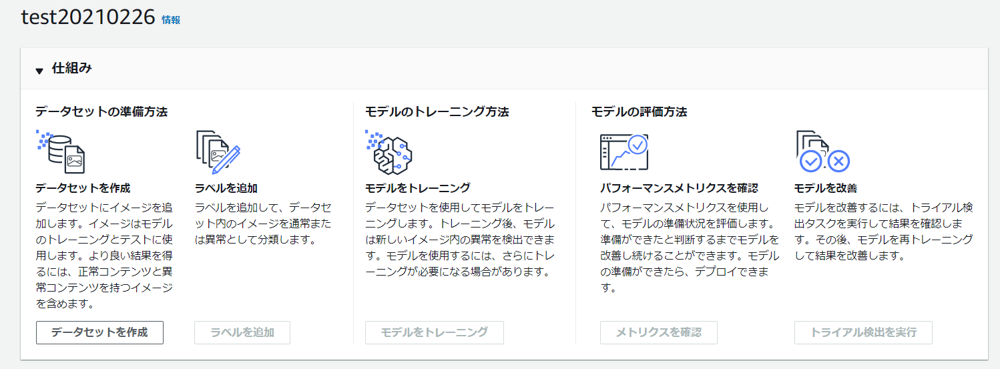 test20210226 情報
▼ 仕組み
データセットの準備方法
データセットを作成
データセットにイメージを追
加します。イメージはモデル
のトレーニングとテストに使
用します。より良い結果を得
るには、正常コンテンツと異
常コンテンツを持つイメージ
を含めます。
データセットを作成
ラベルを追加
ラベルを追加して、データセ
ット内のイメージを通常また
は異常として分類します。
ラベルを追加
モデルのトレーニング方法
モデルをトレーニング
データセットを使用してモデルをトレー
ニングします。トレーニング後、モデル
は新しいイメージ内の異常を検出できま
す。モデルを使用するには、さらにトレ
ーニングが必要になる場合があります。
モデルをトレーニング
モデルの評価方法
パフォーマンスメトリクスを確認
パフォーマンスメトリクスを使用し
て、モデルの準備状況を評価します。
準備ができたと判断するまでモデルを
改善し続けることができます。モデル
の準備ができたら、デプロイできま
す。
メトリクスを確認
モデルを改善
モデルを改善するには、トライアル検
出タスクを実行して結果を確認しま
す。その後、モデルを再トレーニング
して結果を改善します。
トライアル検出を実行